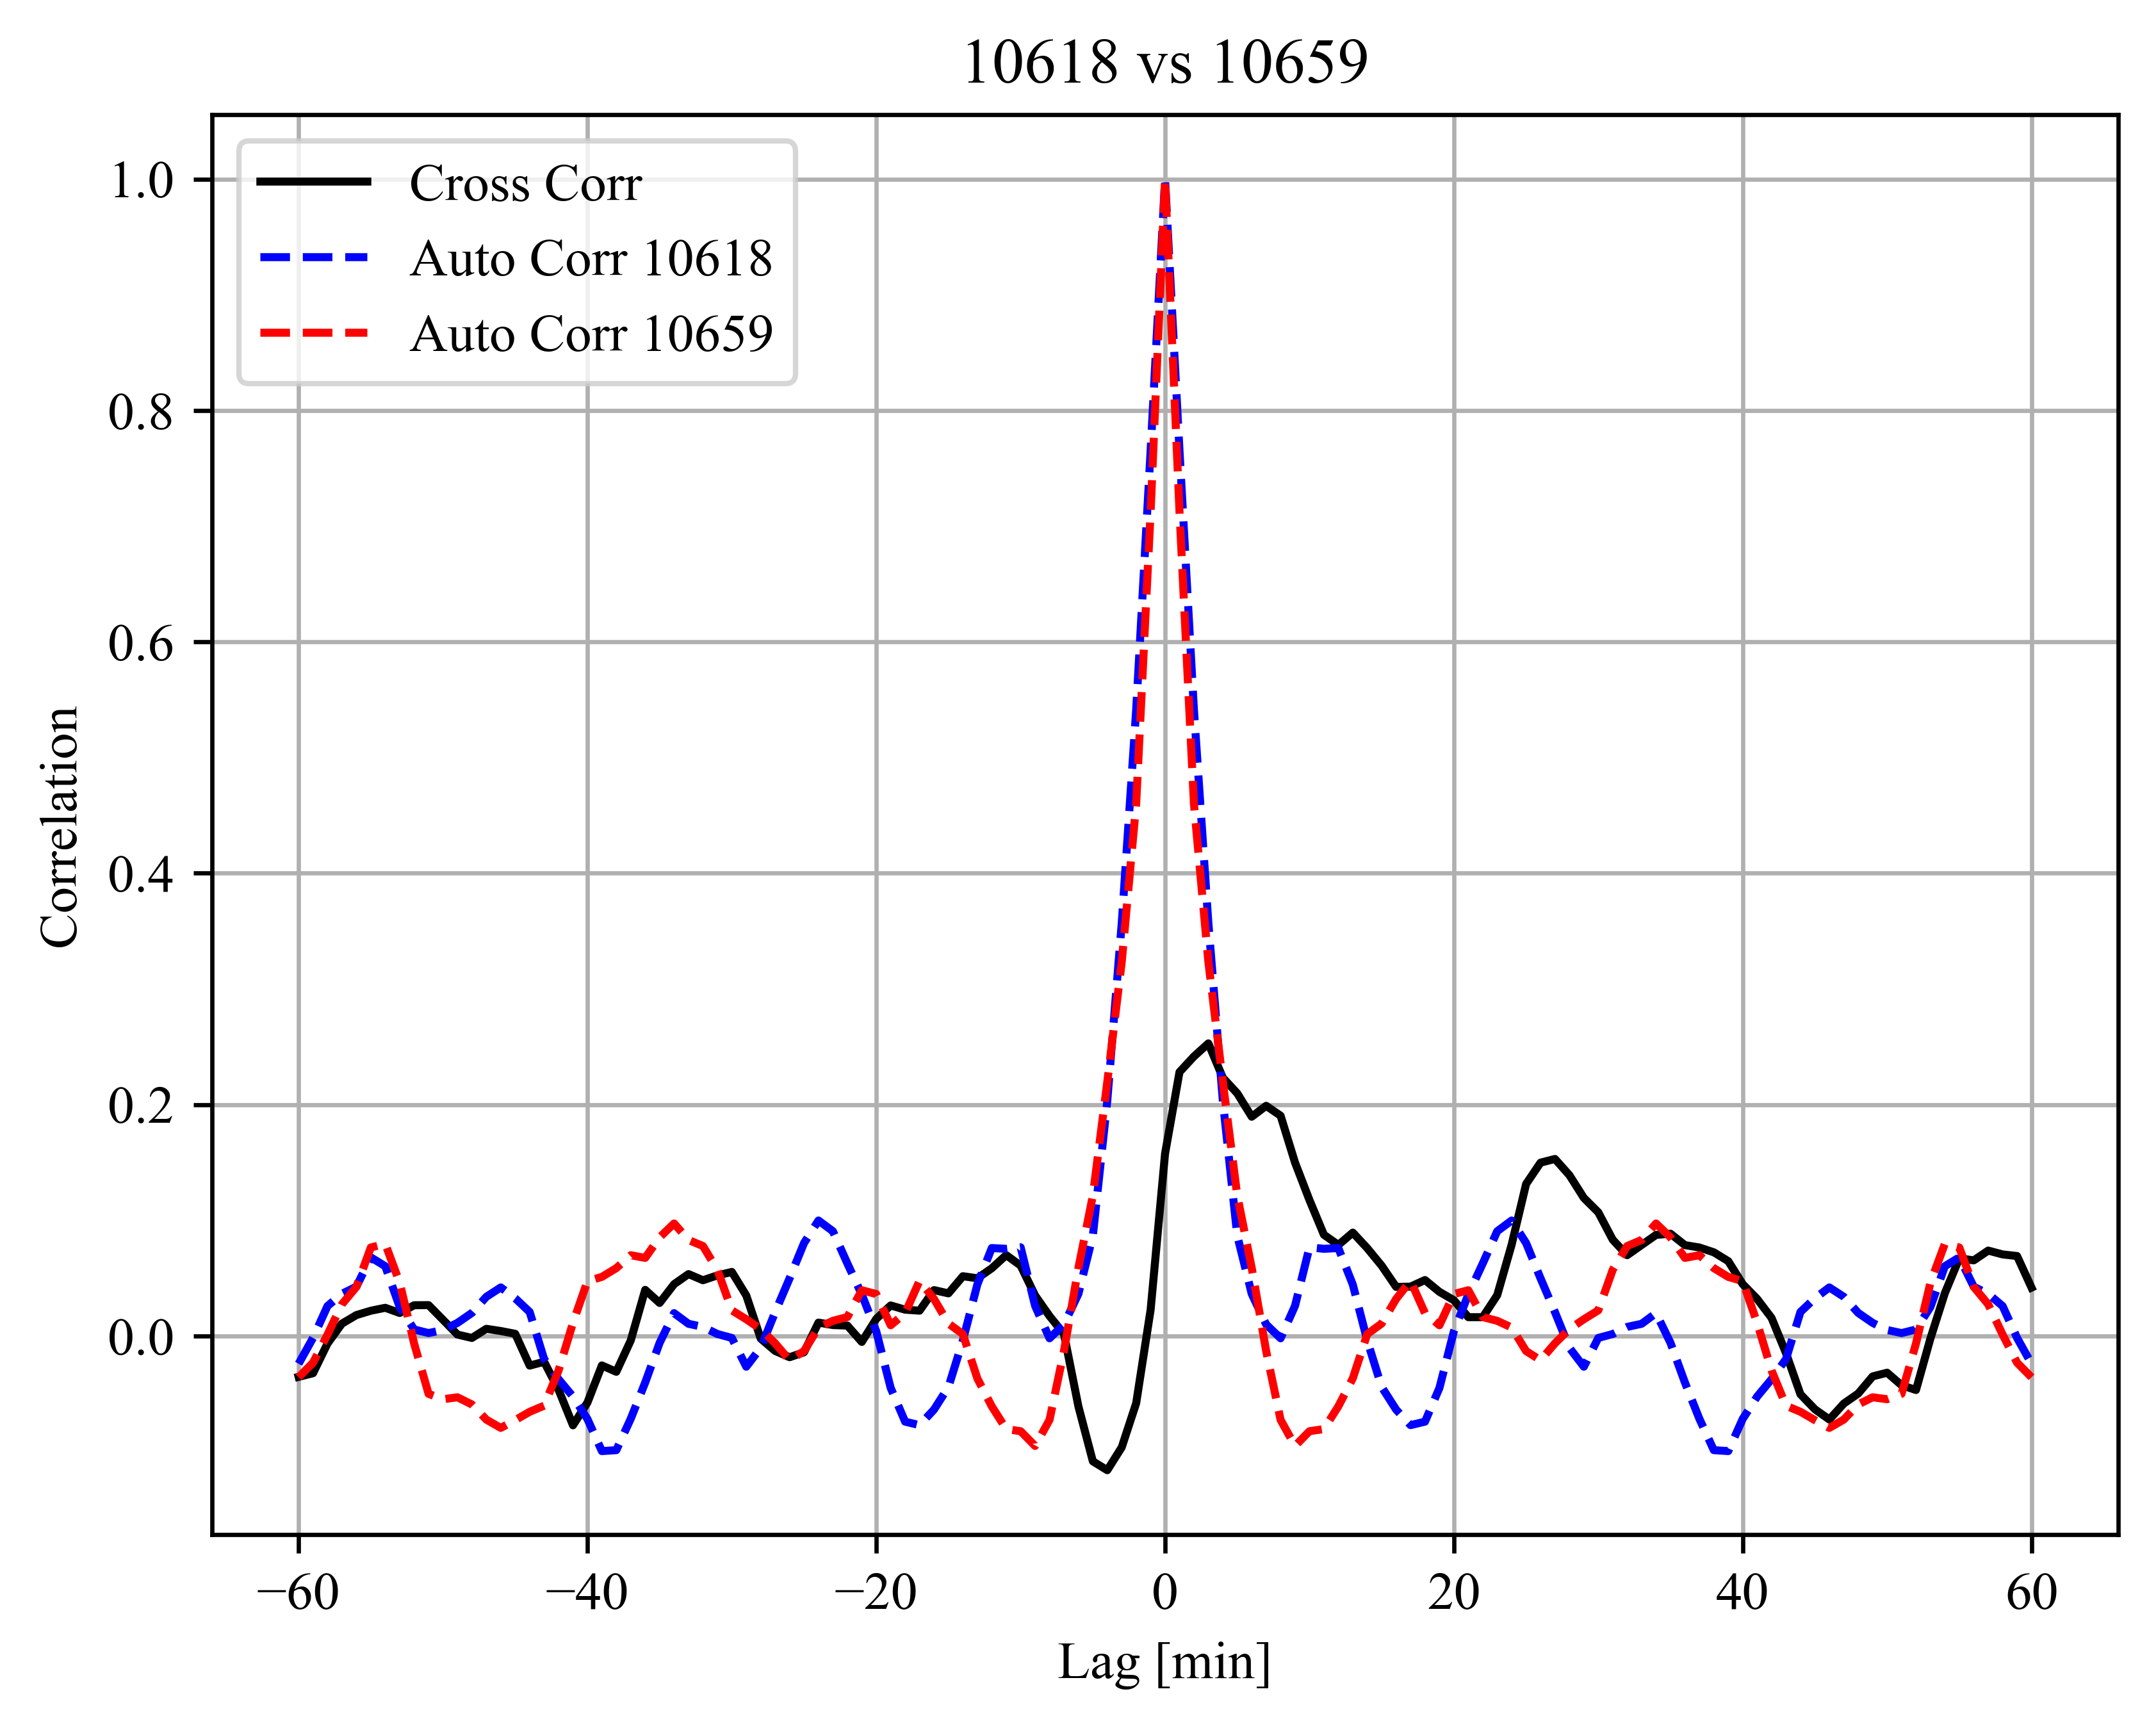 10618 vs 10659
Cross Corr
Auto Corr 10618
Auto Corr 10659
1.0
0.8
0.6
0.4
0.2
0.0
Correlation
−60 −40 −20 0 20 40 60
Lag [min]